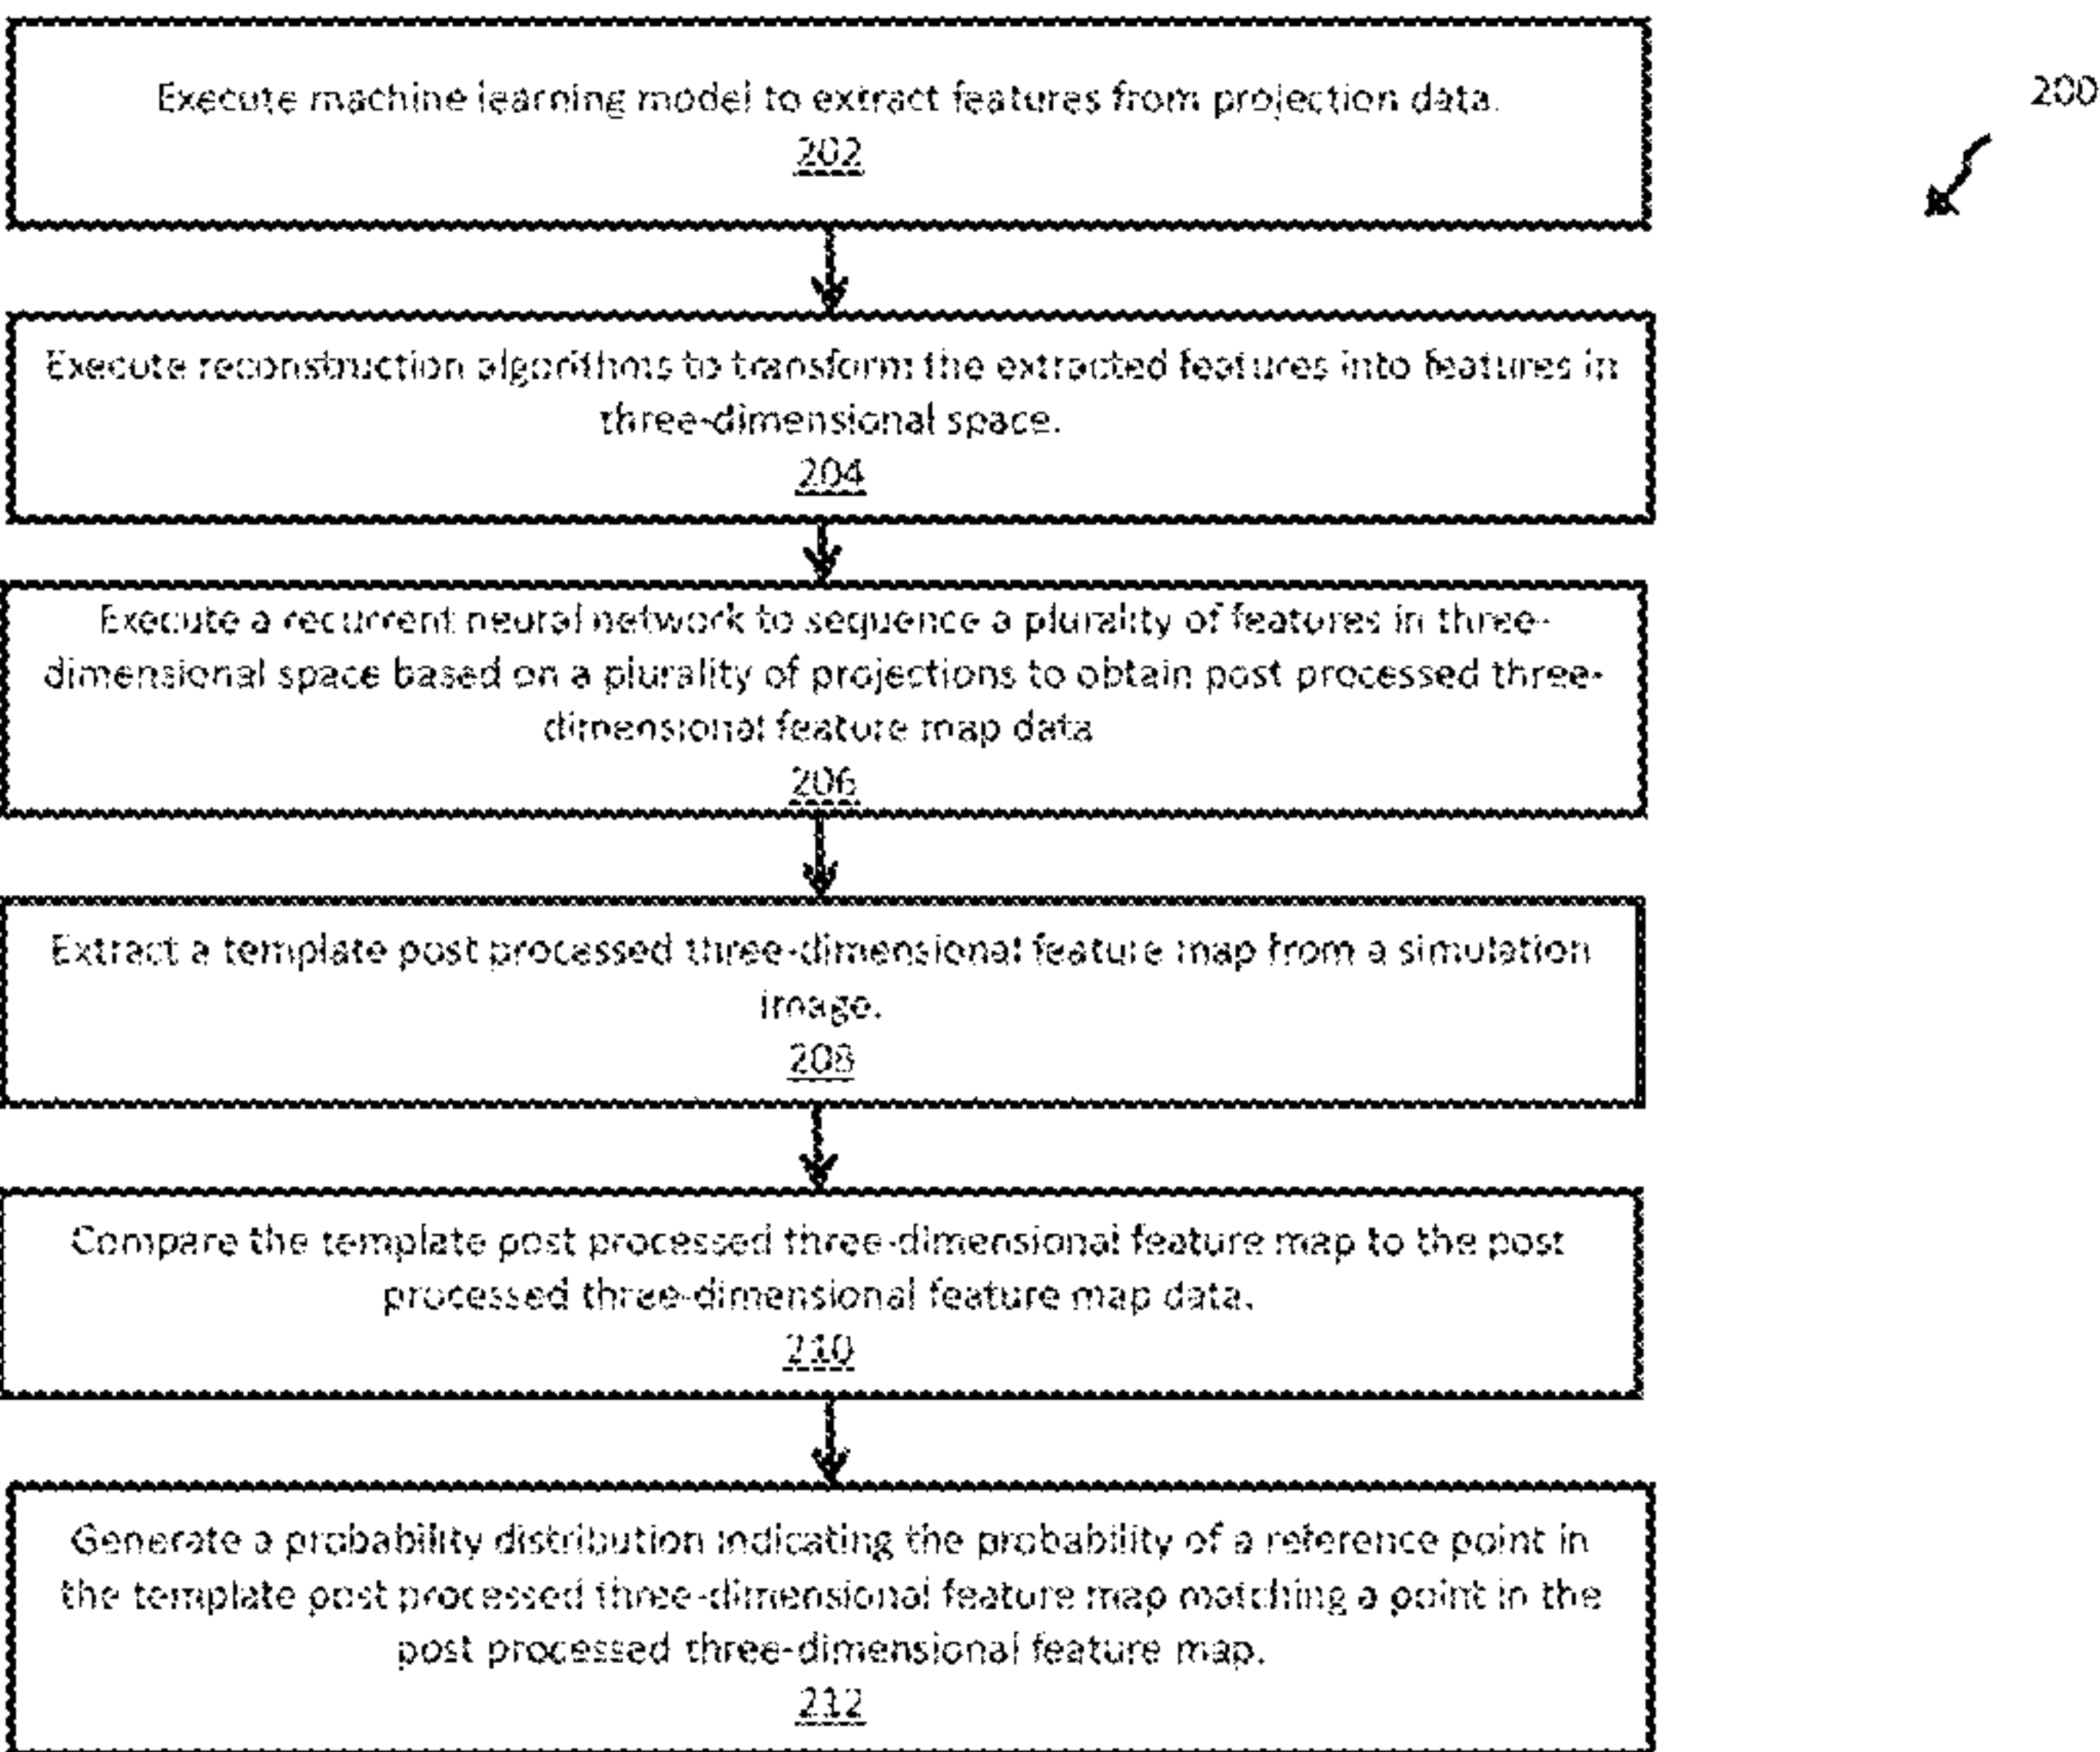 Execute machine learning model to extract features from projection data.
202
200
Execute reconstruction algorithms to transform the extracted features into features in
three-dimensional space.
204
Execute a recurrent neural network to sequence a plurality of features in three-
dimensional space based on a plurality of projections to obtain post processed three-
dimensional feature map data
206
Extract a template post processed three-dimensional feature map from a simulation
image.
208
Compare the template post processed three-dimensional feature map to the post
processed three-dimensional feature map data.
210
Generate a probability distribution indicating the probability of a reference point in
the template post processed three-dimensional feature map matching a point in the
post processed three-dimensional feature map.
212